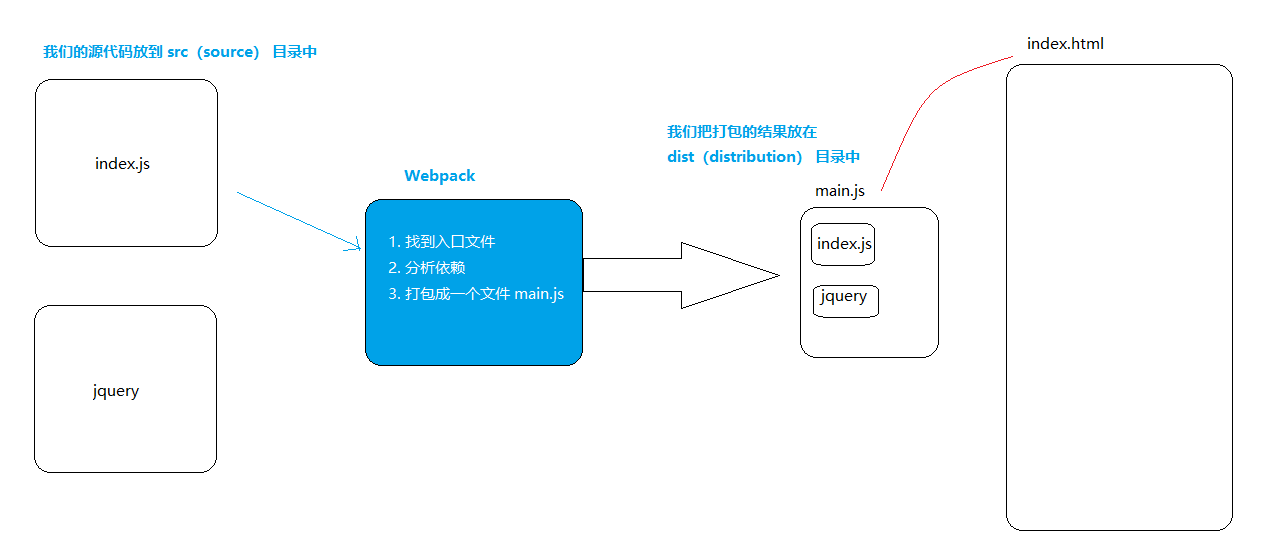 我们的源代码放到 src（source） 目录中
index.js
jquery
Webpack
1. 找到入口文件
2. 分析依赖
3. 打包成一个文件 main.js
我们把打包的结果放在
dist（distribution） 目录中
main.js
index.js
jquery
index.html